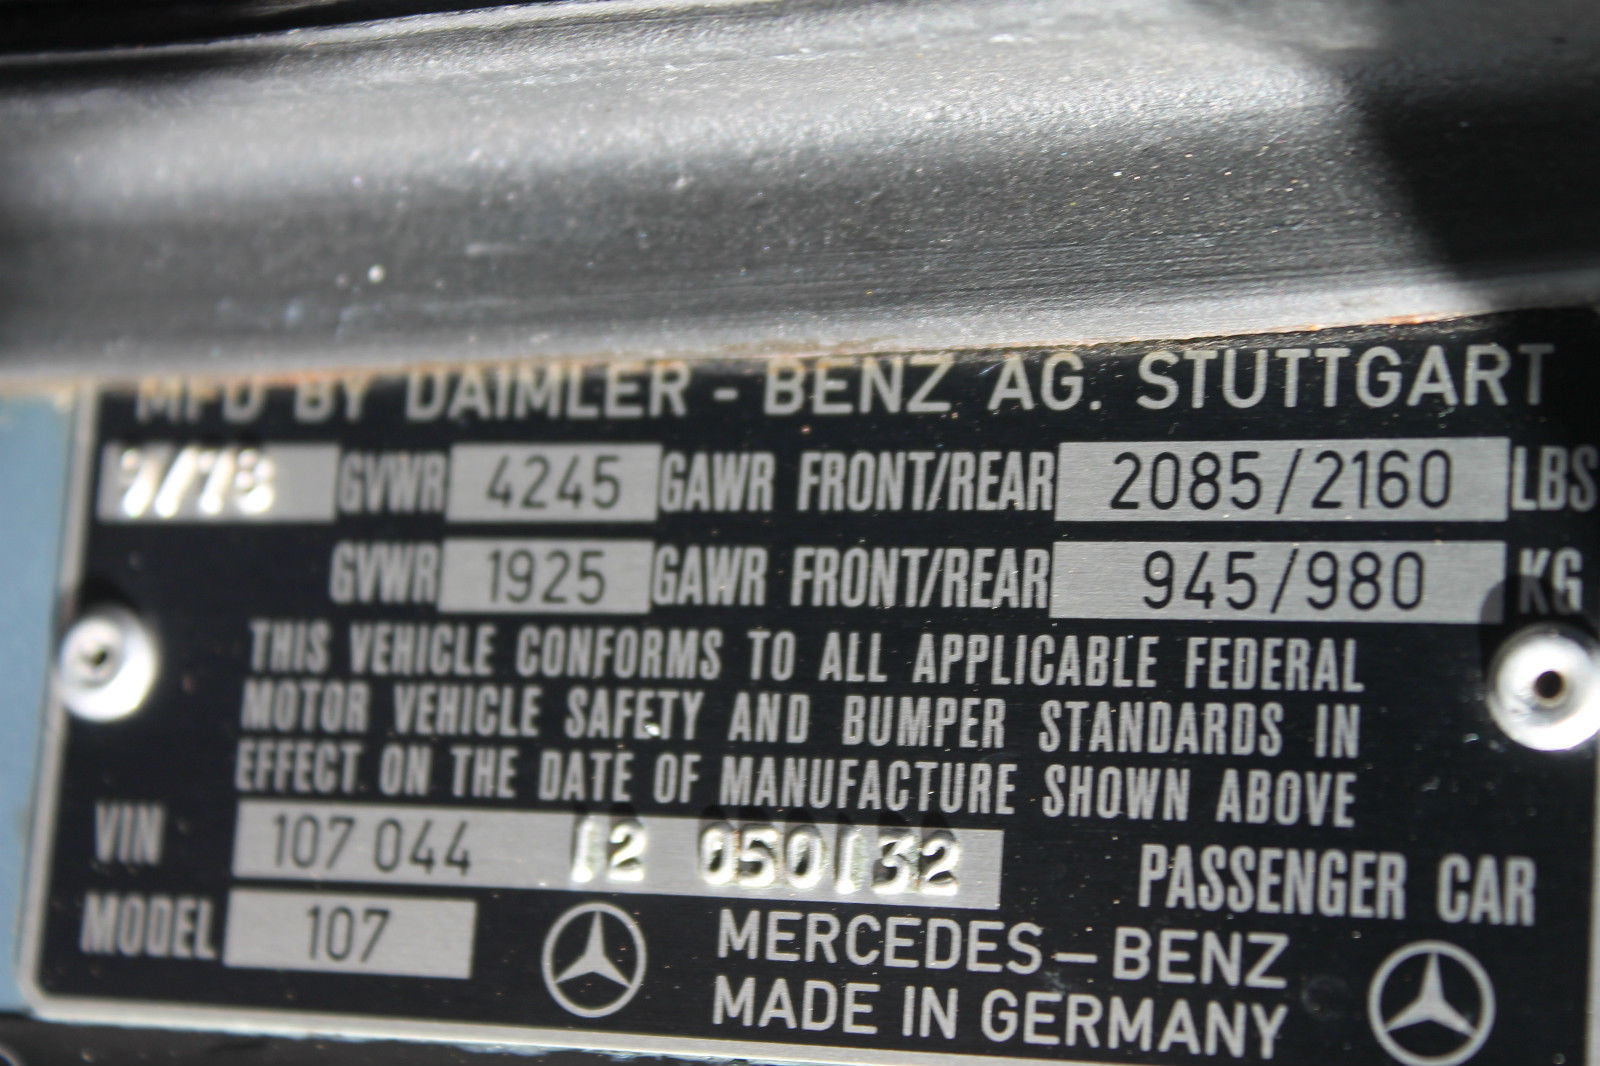 MFD BY DAIMLER - BENZ AG. STUTTGART
7/78 GVWR 4245 GAWR FRONT/REAR 2085/2160 LBS
GVWR 1925 GAWR FRONT/REAR 945/980 KG
THIS VEHICLE CONFORMS TO ALL APPLICABLE FEDERAL
MOTOR VEHICLE SAFETY AND BUMPER STANDARDS IN
EFFECT ON THE DATE OF MANUFACTURE SHOWN ABOVE
VIN 107 044 12 050132 PASSENGER CAR
MODEL 107 MERCEDES-BENZ
MADE IN GERMANY